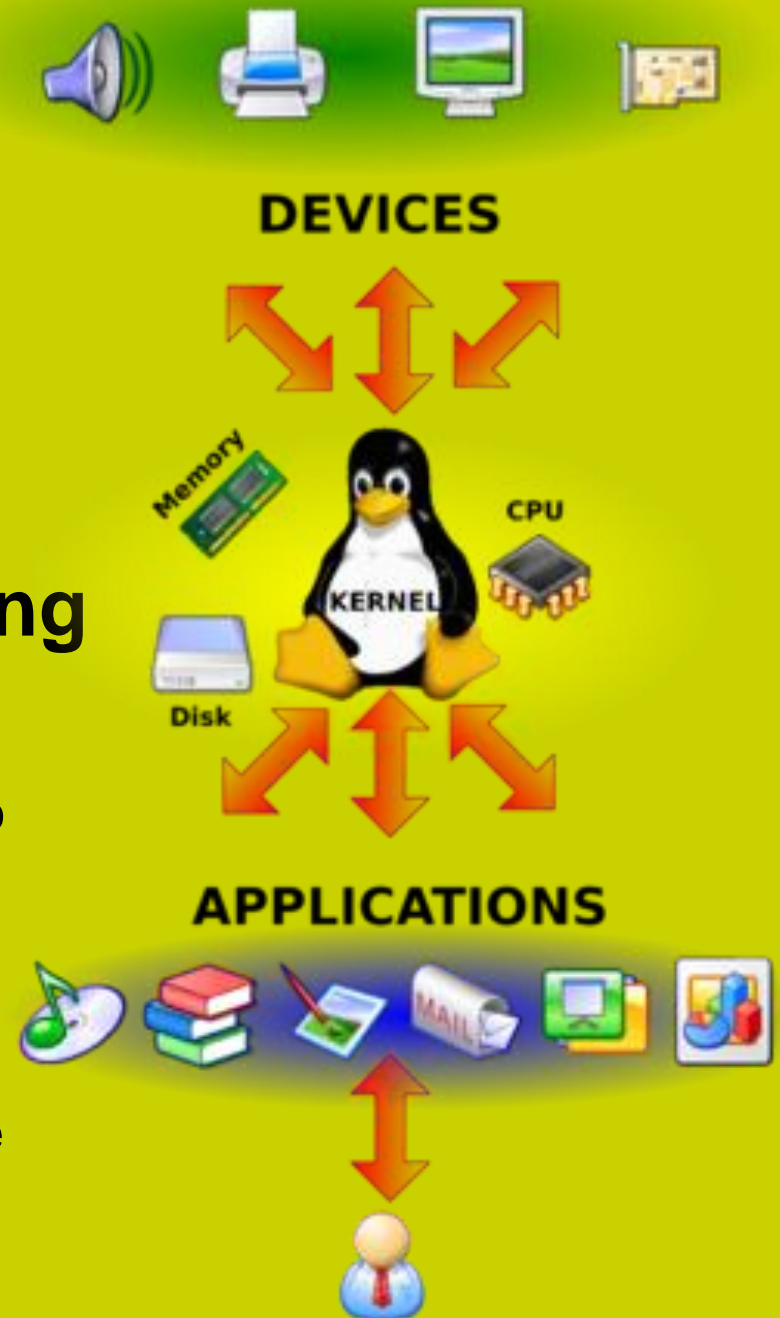 DEVICES
Memory
CPU
KERNEL
ng
Disk
APPLICATIONS
MAIL
e